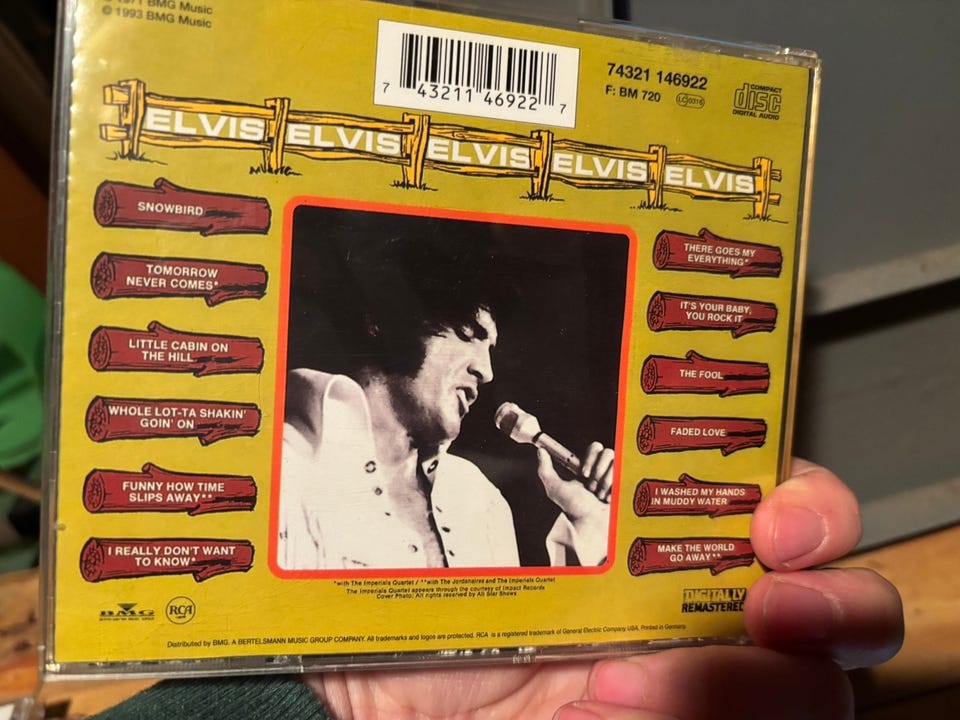 1971 BMG Music
© 1993 BMG Music
7 43211 46922 7
74321 146922
F: BM 720
LC 0316
COMPACT
disc
DIGITAL AUDIO
ELVIS ELVIS ELVIS ELVIS ELVIS
SNOWBIRD
TOMORROW
NEVER COMES*
LITTLE CABIN ON
THE HILL
WHOLE LOT-TA SHAKIN'
GOIN' ON
FUNNY HOW TIME
SLIPS AWAY**
I REALLY DON'T WANT
TO KNOW*
THERE GOES MY
EVERYTHING*
IT'S YOUR BABY,
YOU ROCK IT
THE FOOL
FADED LOVE
I WASHED MY HANDS
IN MUDDY WATER
MAKE THE WORLD
GO AWAY**
*with The Imperials Quartet / **with The Jordanaires and The Imperials Quartet
The Imperials Quartet appears through the courtesy of Impact Records
Cover Photo: All rights reserved by All Star Shows
BMG
RCA
DIGITALLY
REMASTERED
Distributed by BMG. A BERTELSMANN MUSIC GROUP COMPANY. All trademarks and logos are protected. RCA is a registered trademark of General Electric Company USA. Printed in Germany.